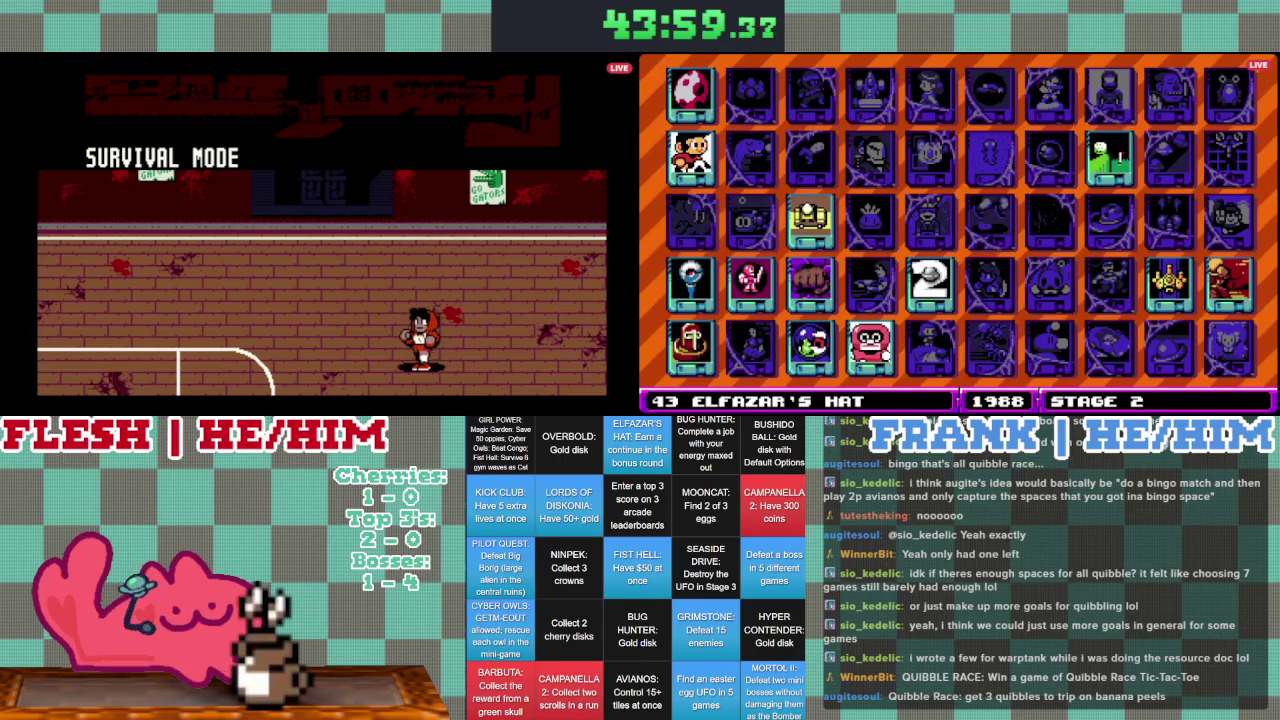 43:59.37
LIVE
LIVE
SURVIVAL MODE
GATORS
GO
GATORS
2
43 ELFAZAR'S HAT
1988
STAGE 2
FLESH | HE/HIM
FRANK | HE/HIM
Cherries:
1 - 0
Top 3's:
2 - 0
Bosses:
1 - 4
GIRL POWER:
Magic Garden: Save
50 oppies; Cyber
Owls: Beat Congo;
Fist Hell: Survive 6
gym waves as Cat
OVERBOLD:
Gold disk
ELFAZAR'S
HAT: Earn a
continue in the
bonus round
BUG HUNTER:
Complete a job
with your
energy maxed
out
BUSHIDO
BALL: Gold
disk with
Default Options
KICK CLUB:
Have 5 extra
lives at once
LORDS OF
DISKONIA:
Have 50+ gold
Enter a top 3
score on 3
arcade
leaderboards
MOONCAT:
Find 2 of 3
eggs
CAMPANELLA
2: Have 300
coins
PILOT QUEST:
Defeat Big
Borig (large
alien in the
central ruins)
NINPEK:
Collect 3
crowns
FIST HELL:
Have $50 at
once
SEASIDE
DRIVE:
Destroy the
UFO in Stage 3
Defeat a boss
in 5 different
games
CYBER OWLS:
GETM-EOUT
allowed; rescue
each owl in the
mini-game
Collect 2
cherry disks
BUG
HUNTER:
Gold disk
GRIMSTONE:
Defeat 15
enemies
HYPER
CONTENDER:
Gold disk
BARBUTA:
Collect the
reward from a
green skull
CAMPANELLA
2: Collect two
scrolls in a run
AVIANOS:
Control 15+
tiles at once
Find an easter
egg UFO in 5
games
MORTOL II:
Defeat two mini
bosses without
damaging them
as the Bomber
augitesoul: bingo that's all quibble race...
sio_kedelic: i think augite's idea would basically be "do a bingo match and then
play 2p avianos and only capture the spaces that you got ina bingo space"
tutestheking: noooooo
augitesoul: @sio_kedelic Yeah exactly
WinnerBit: Yeah only had one left
sio_kedelic: idk if theres enough spaces for all quibble? it felt like choosing 7
games still barely had enough lol
sio_kedelic: or just make up more goals for quibbling lol
sio_kedelic: yeah, i think we could just use more goals in general for some
games
sio_kedelic: i wrote a few for warptank while i was doing the resource doc lol
WinnerBit: QUIBBLE RACE: Win a game of Quibble Race Tic-Tac-Toe
augitesoul: Quibble Race: get 3 quibbles to trip on banana peels